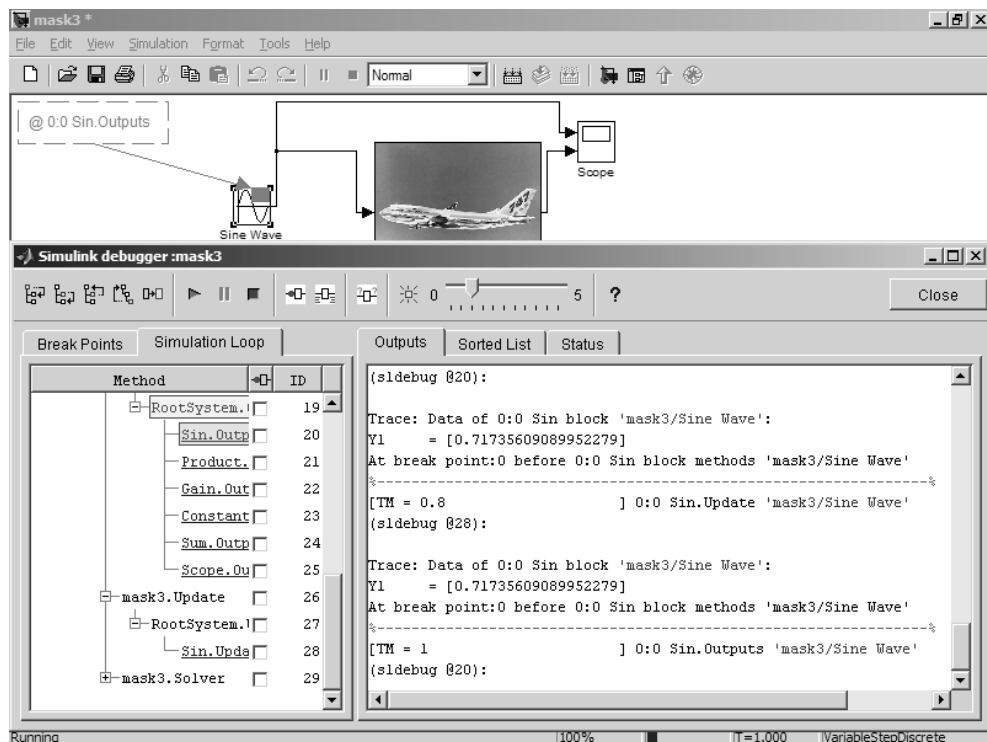 mask3 *
File Edit View Simulation Format Tools Help
Normal
@ 0:0 Sin.Outputs
Scope
Sine Wave
Simulink debugger :mask3
0 5 ? Close
Break Points Simulation Loop
Method ID
RootSystem. 19
Sin.Outp 20
Product. 21
Gain.Out 22
Constant 23
Sum.Outp 24
Scope.Ou 25
mask3.Update 26
RootSystem. 27
Sin.Upda 28
mask3.Solver 29
Outputs Sorted List Status
(sldebug @20):
Trace: Data of 0:0 Sin block 'mask3/Sine Wave':
Y1 = [0.71735609089952279]
At break point:0 before 0:0 Sin block methods 'mask3/Sine Wave'
%----------------------------------------------------------------%
[TM = 0.8 ] 0:0 Sin.Update 'mask3/Sine Wave'
(sldebug @28):
Trace: Data of 0:0 Sin block 'mask3/Sine Wave':
Y1 = [0.71735609089952279]
At break point:0 before 0:0 Sin block methods 'mask3/Sine Wave'
%----------------------------------------------------------------%
[TM = 1 ] 0:0 Sin.Outputs 'mask3/Sine Wave'
(sldebug @20):
Running 100% T=1.000 VariableStepDiscrete